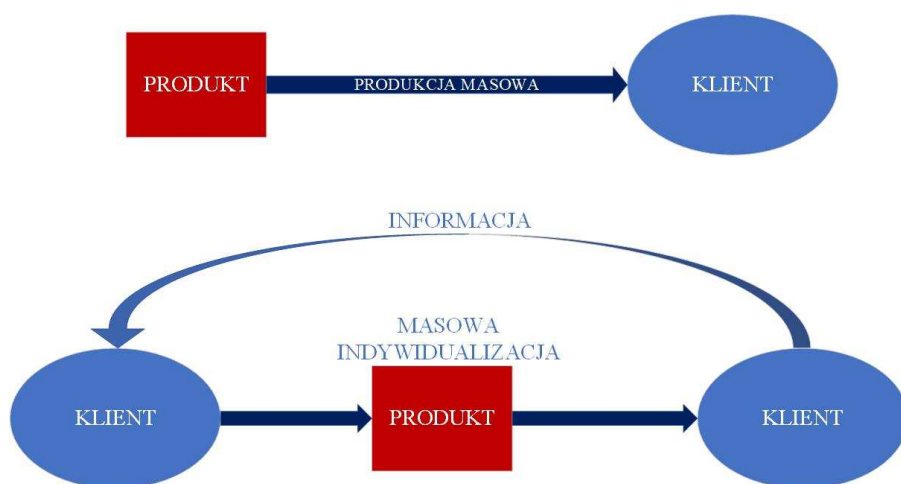 PRODUKT
PRODUKCJA MASOWA
KLIENT
INFORMACJA
MASOWA
INDYWIDUALIZACJA
KLIENT
PRODUKT
KLIENT